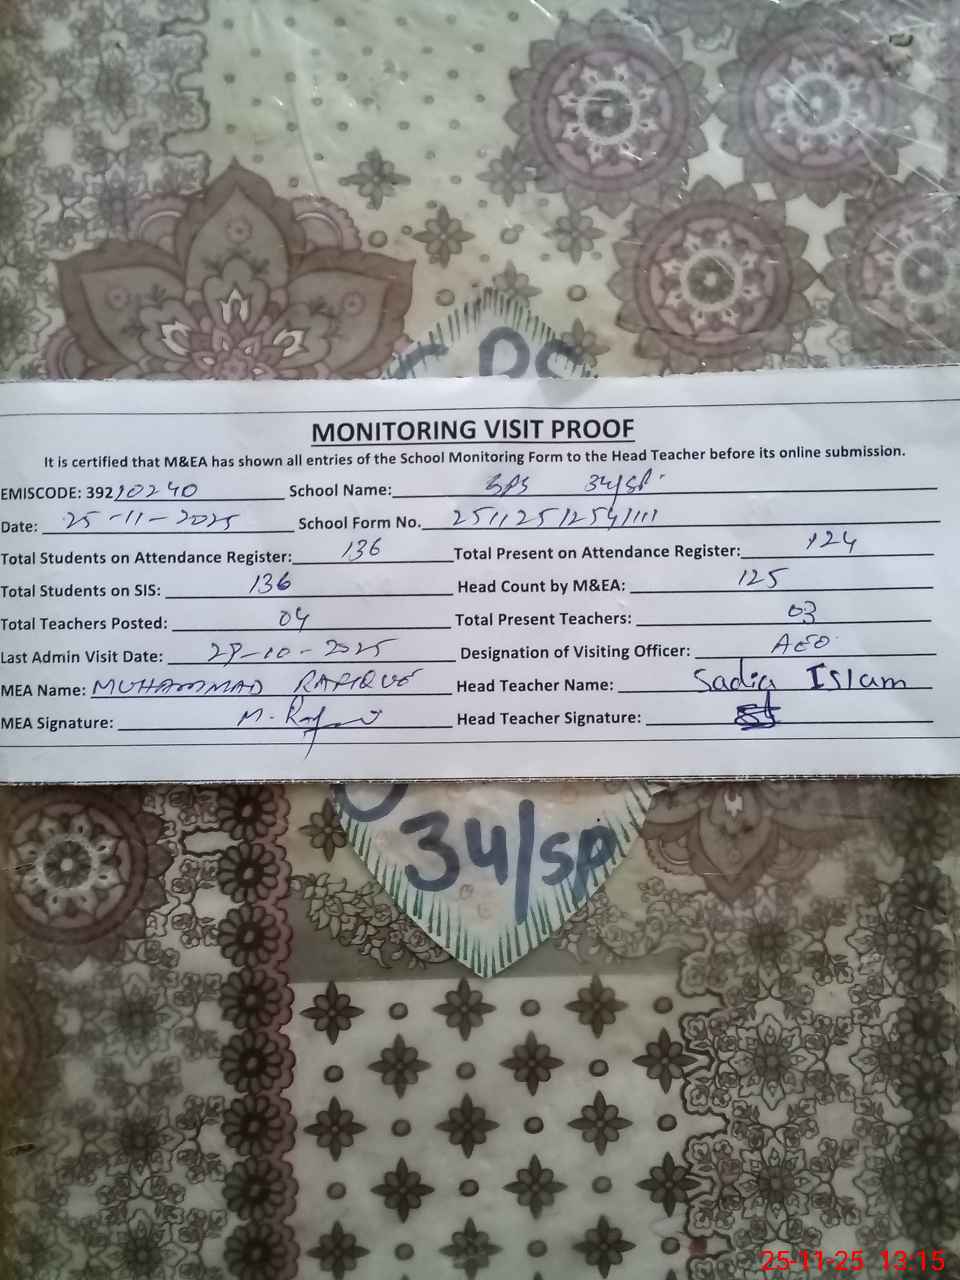 PS
MONITORING VISIT PROOF
It is certified that M&EA has shown all entries of the School Monitoring Form to the Head Teacher before its online submission.
EMISCODE: 39210240 School Name: GPS 34/SP.
Date: 25-11-2025 School Form No.
Total Students on Attendance Register: 136 Total Present on Attendance Register: 124
Total Students on SIS: 136 Head Count by M&EA: 125
Total Teachers Posted: 04 Total Present Teachers: 03
Last Admin Visit Date: -10-2025 Designation of Visiting Officer: AEO
MEA Name: MUHAMMAD RAFIQUE Head Teacher Name: Sadia Islam
MEA Signature: Head Teacher Signature:
34/SP
25-11-25 13:15